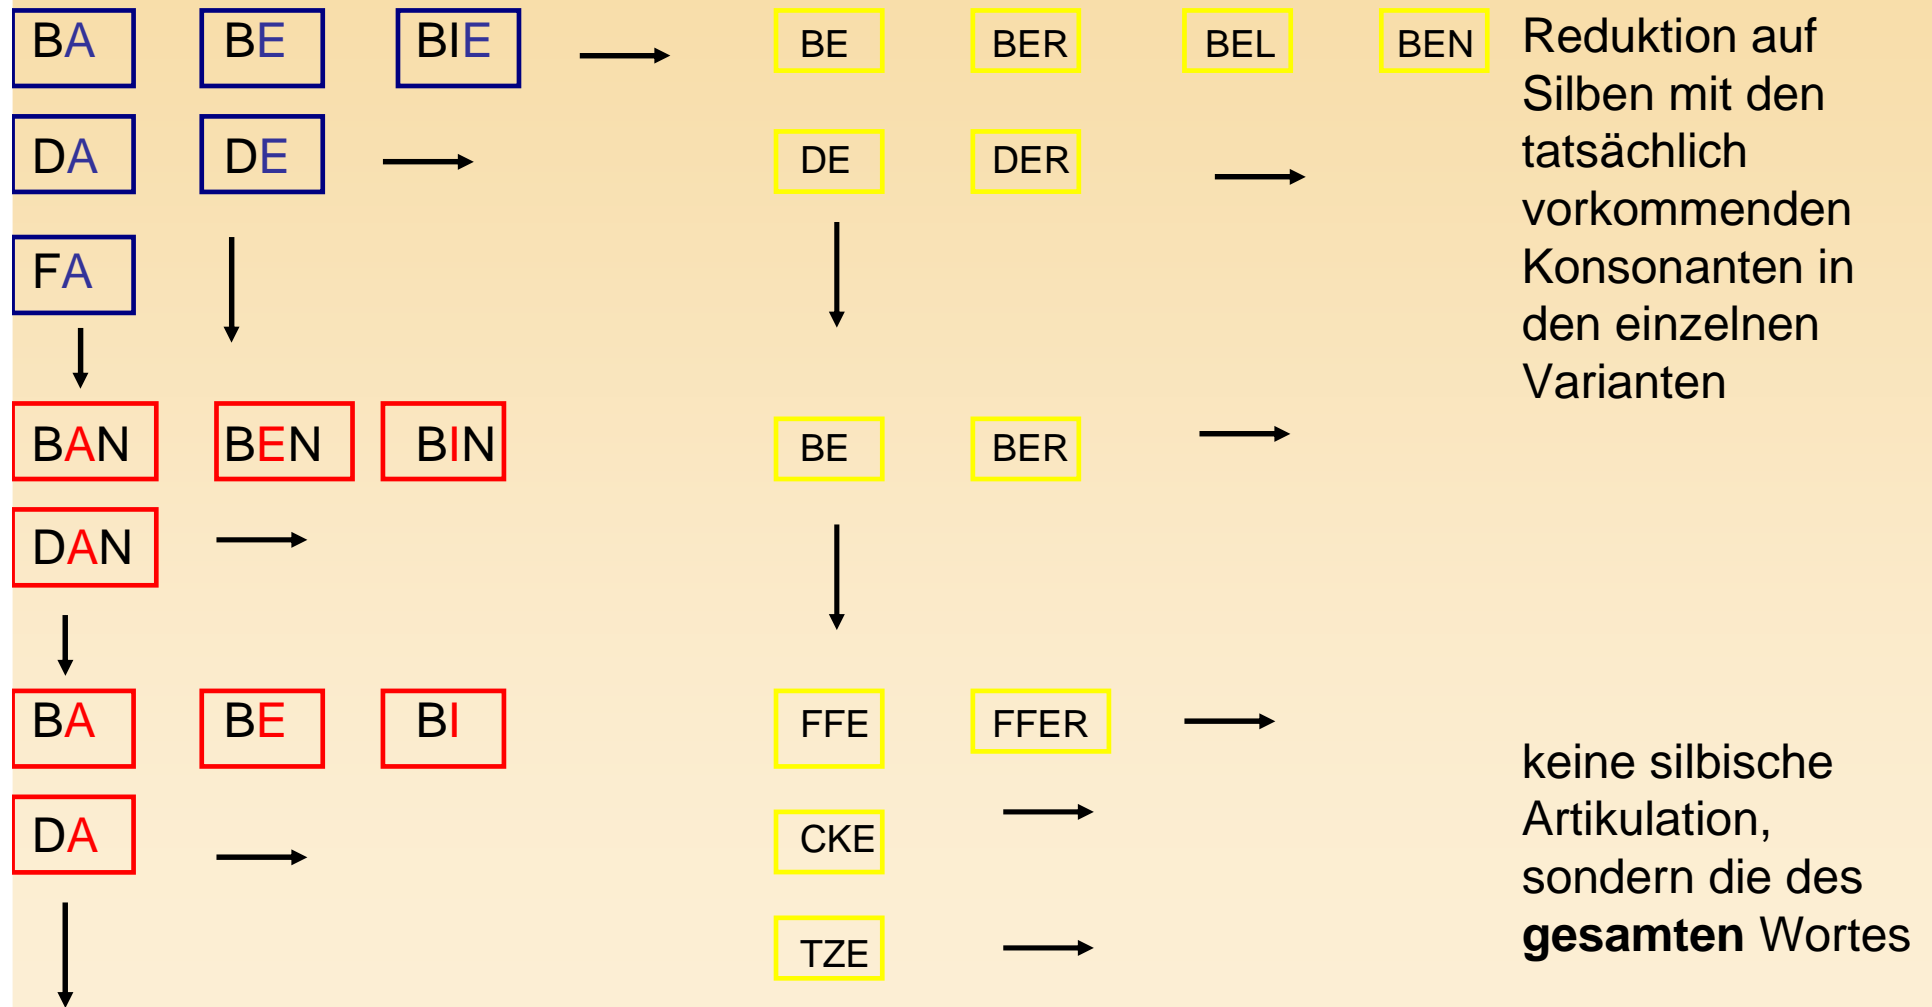 BA BE BIE BE BER BEL BEN
DA DE DE DER
FA
BAN BEN BIN BE BER
DAN
BA BE BI FFE FFER
DA CKE
TZE
Reduktion auf
Silben mit den
tatsächlich
vorkommenden
Konsonanten in
den einzelnen
Varianten
keine silbische
Artikulation,
sondern die des
gesamten Wortes